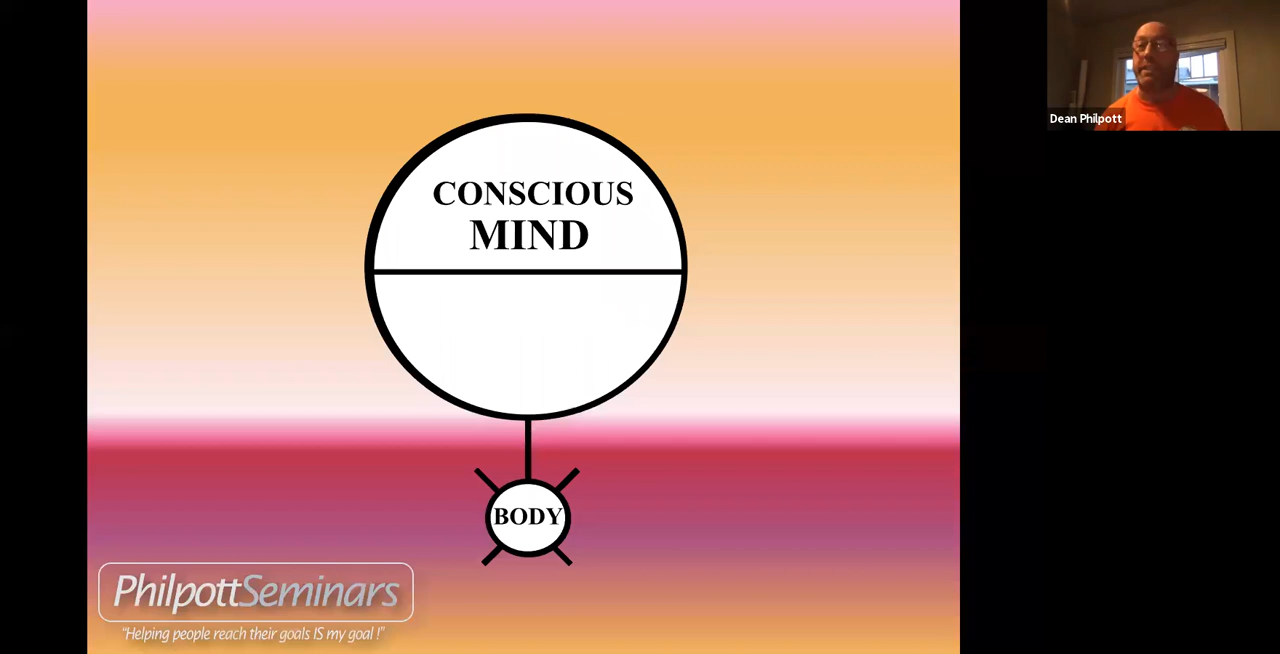 CONSCIOUS
MIND
BODY
PhilpottSeminars
"Helping people reach their goals IS my goal !"
Dean Philpott